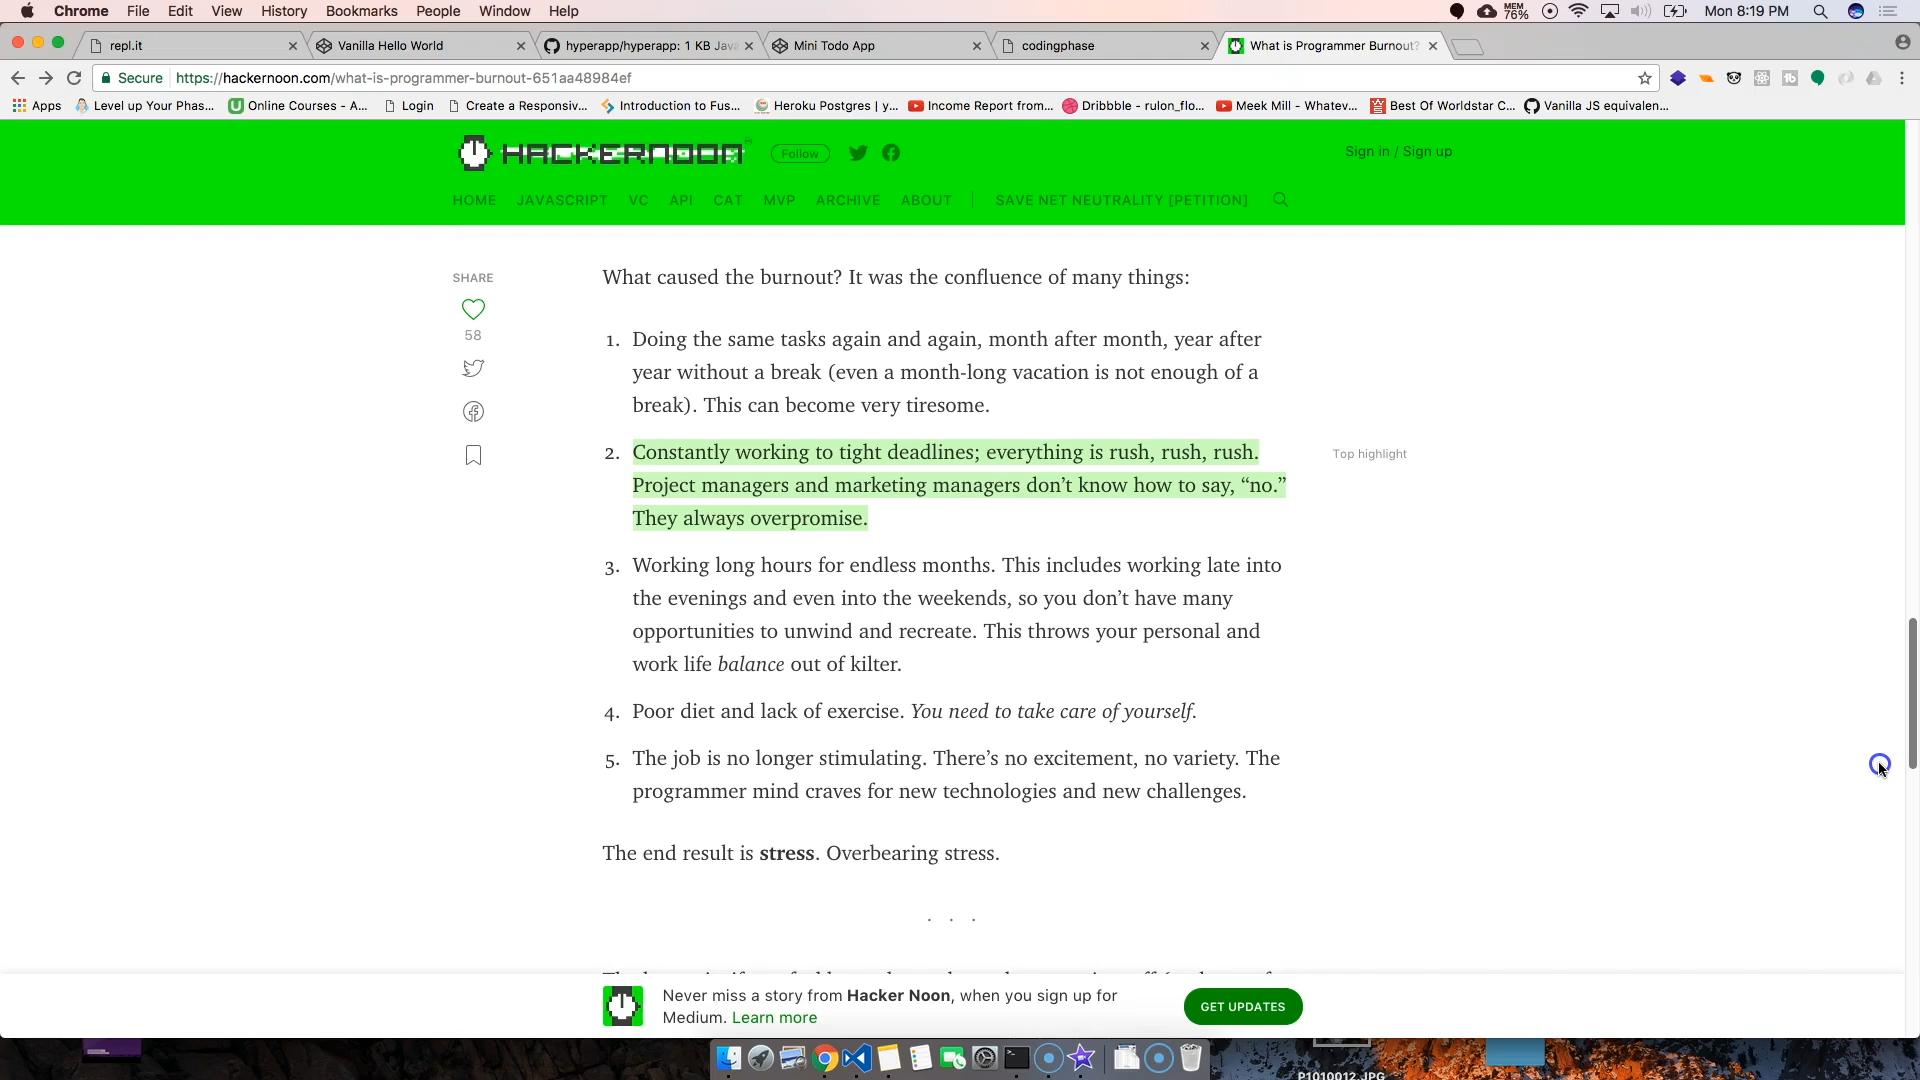 Chrome File Edit View History Bookmarks People Window Help MEM 76% Mon 8:19 PM
repl.it Vanilla Hello World hyperapp/hyperapp: 1 KB Java Mini Todo App codingphase What is Programmer Burnout?
Secure https://hackernoon.com/what-is-programmer-burnout-651aa48984ef
Apps Level up Your Phas... Online Courses - A... Login Create a Responsiv... Introduction to Fus... Heroku Postgres | y... Income Report from... Dribbble - rulon_flo... Meek Mill - Whatev... Best Of Worldstar C... Vanilla JS equivalen...
HACKERNOON Follow Sign in / Sign up
HOME JAVASCRIPT VC API CAT MVP ARCHIVE ABOUT SAVE NET NEUTRALITY [PETITION]
SHARE
58
What caused the burnout? It was the confluence of many things:
1. Doing the same tasks again and again, month after month, year after
year without a break (even a month-long vacation is not enough of a
break). This can become very tiresome.
2. Constantly working to tight deadlines; everything is rush, rush, rush.
Project managers and marketing managers don’t know how to say, “no.”
They always overpromise.
Top highlight
3. Working long hours for endless months. This includes working late into
the evenings and even into the weekends, so you don’t have many
opportunities to unwind and recreate. This throws your personal and
work life balance out of kilter.
4. Poor diet and lack of exercise. You need to take care of yourself.
5. The job is no longer stimulating. There’s no excitement, no variety. The
programmer mind craves for new technologies and new challenges.
The end result is stress. Overbearing stress.
. . .
Never miss a story from Hacker Noon, when you sign up for
Medium. Learn more
GET UPDATES
P1010012.JPG